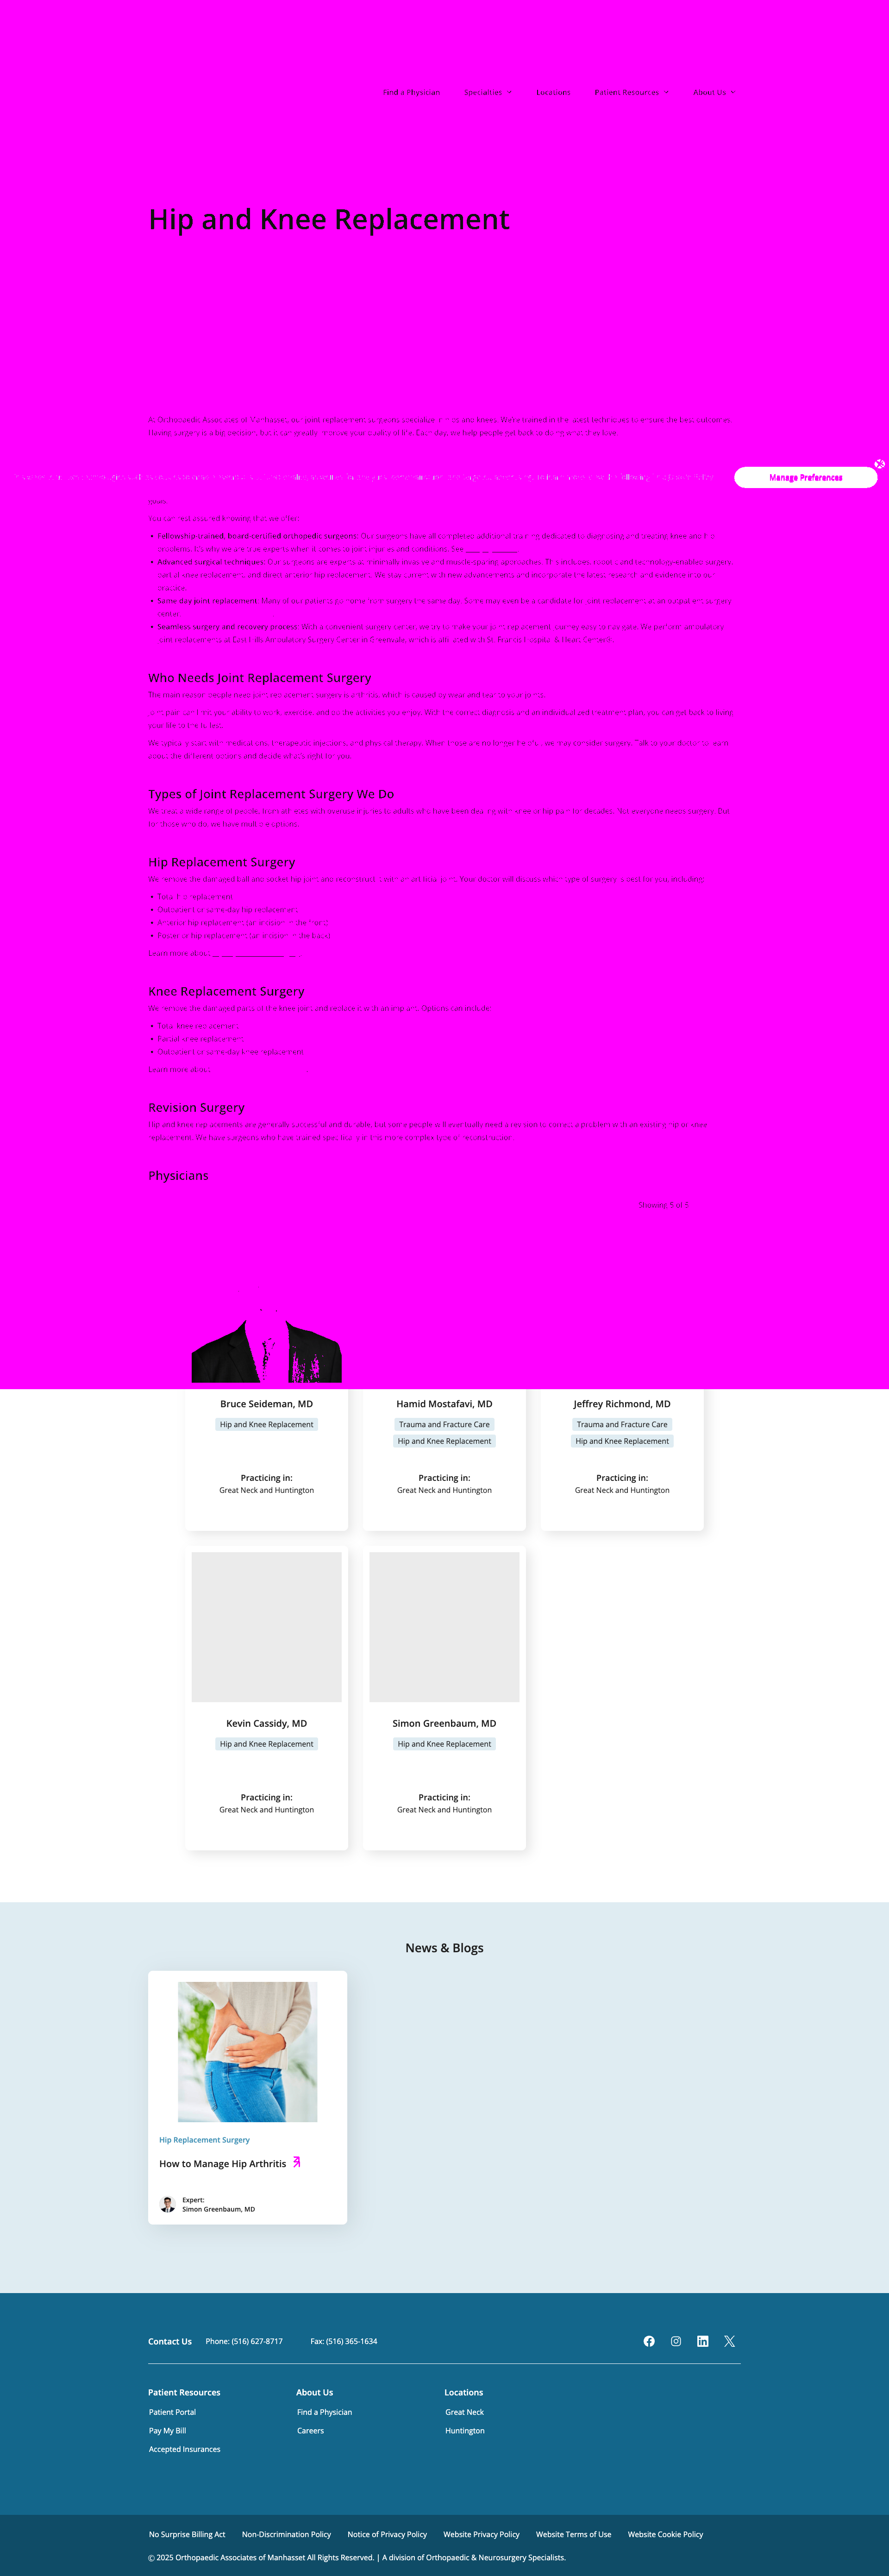 Find a Physician Specialties Locations Patient Resources About Us
Hip and Knee Replacement
At Orthopaedic Associates of Manhasset, our joint replacement surgeons specialize in hips and knees. We're trained in the latest techniques to ensure the best outcomes.
Having surgery is a big decision, but it can greatly improve your quality of life. Each day, we help people get back to doing what they love.
Manage Preferences
goals.
You can rest assured knowing that we offer:
• Fellowship-trained, board-certified orthopedic surgeons: Our surgeons have all completed additional training dedicated to diagnosing and treating knee and hip
problems. It's why we are true experts when it comes to joint injuries and conditions. See
• Advanced surgical techniques: Our surgeons are experts at minimally invasive and muscle-sparing approaches. This includes robotic and technology-enabled surgery,
partial knee replacement, and direct anterior hip replacement. We stay current with new advancements and incorporate the latest research and evidence into our
practice.
• Same day joint replacement: Many of our patients go home from surgery the same day. Some may even be a candidate for joint replacement at an outpatient surgery
center.
• Seamless surgery and recovery process: With a convenient surgery center, we try to make your joint replacement journey easy to navigate. We perform ambulatory
joint replacements at East Hills Ambulatory Surgery Center in Greenvale, which is affiliated with St. Francis Hospital & Heart Center®.
Who Needs Joint Replacement Surgery
The main reason people need joint replacement surgery is arthritis, which is caused by wear and tear to your joints.
Joint pain can limit your ability to work, exercise, and do the activities you enjoy. With the correct diagnosis and an individualized treatment plan, you can get back to living
your life to the fullest.
We typically start with medications, therapeutic injections, and physical therapy. When those are no longer helpful, we may consider surgery. Talk to your doctor to learn
about the different options and decide what's right for you.
Types of Joint Replacement Surgery We Do
We treat a wide range of people, from athletes with overuse injuries to adults who have been dealing with knee or hip pain for decades. Not everyone needs surgery. But
for those who do, we have multiple options.
Hip Replacement Surgery
We remove the damaged ball and socket hip joint and reconstruct it with an artificial joint. Your doctor will discuss which type of surgery is best for you, including:
• Total hip replacement
• Outpatient or same-day hip replacement
• Anterior hip replacement (an incision in the front)
• Posterior hip replacement (an incision in the back)
Learn more about
Knee Replacement Surgery
We remove the damaged parts of the knee joint and replace it with an implant. Options can include:
• Total knee replacement
• Partial knee replacement
• Outpatient or same-day knee replacement
Learn more about
Revision Surgery
Hip and knee replacements are generally successful and durable, but some people will eventually need a revision to correct a problem with an existing hip or knee
replacement. We have surgeons who have trained specifically in this more complex type of reconstruction.
Physicians
Showing 5 of 5
Bruce Seideman, MD Hamid Mostafavi, MD Jeffrey Richmond, MD
Hip and Knee Replacement Trauma and Fracture Care Trauma and Fracture Care
Hip and Knee Replacement Hip and Knee Replacement
Practicing in: Practicing in: Practicing in:
Great Neck and Huntington Great Neck and Huntington Great Neck and Huntington
Kevin Cassidy, MD Simon Greenbaum, MD
Hip and Knee Replacement Hip and Knee Replacement
Practicing in: Practicing in:
Great Neck and Huntington Great Neck and Huntington
News & Blogs
Hip Replacement Surgery
How to Manage Hip Arthritis
Expert:
Simon Greenbaum, MD
Contact Us Phone: (516) 627-8717 Fax: (516) 365-1634
Patient Resources About Us Locations
Patient Portal Find a Physician Great Neck
Pay My Bill Careers Huntington
Accepted Insurances
No Surprise Billing Act Non-Discrimination Policy Notice of Privacy Policy Website Privacy Policy Website Terms of Use Website Cookie Policy
© 2025 Orthopaedic Associates of Manhasset All Rights Reserved. | A division of Orthopaedic & Neurosurgery Specialists.